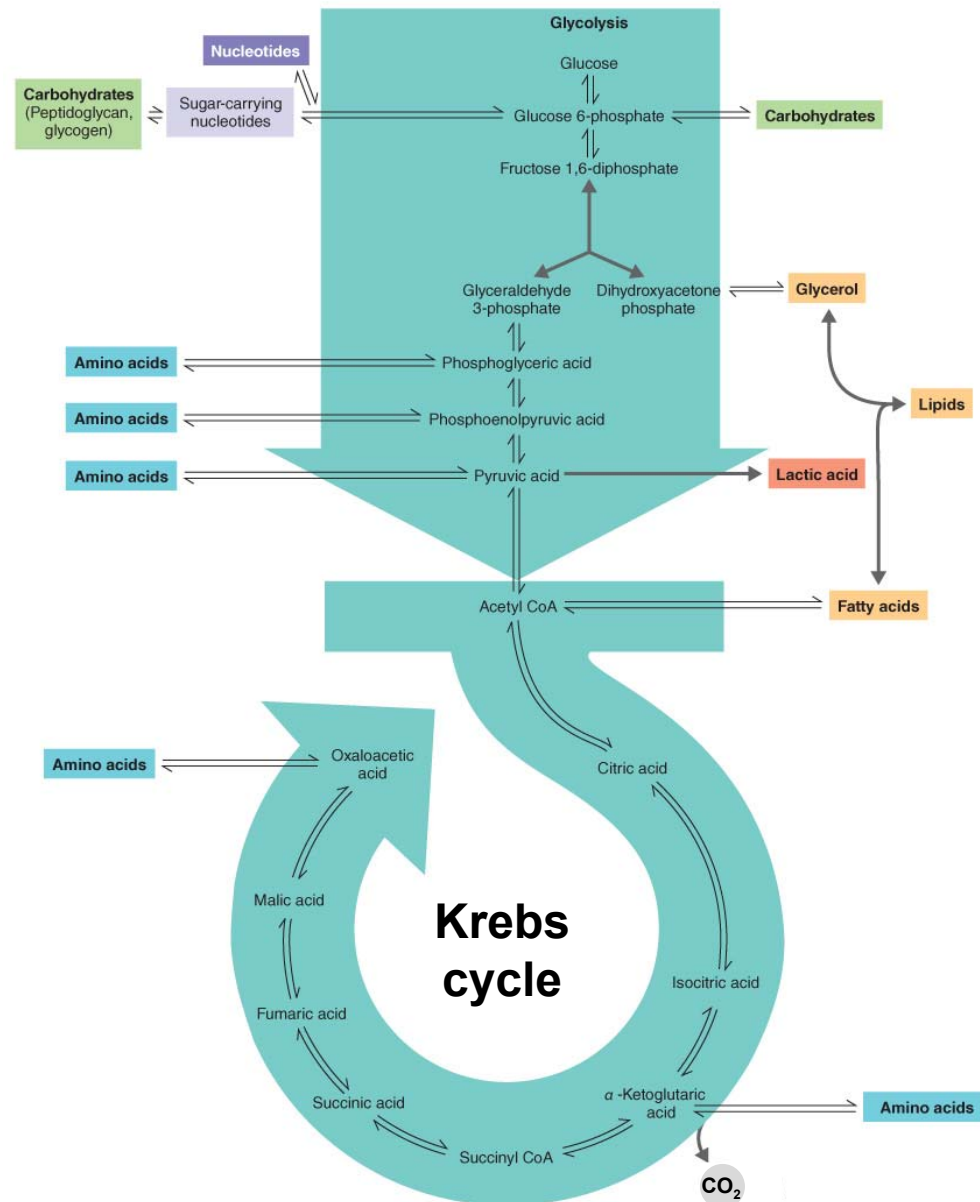 Glycolysis
Nucleotides
Glucose
Carbohydrates
(Peptidoglycan,
glycogen)
Sugar-carrying
nucleotides
Glucose 6-phosphate
Carbohydrates
Fructose 1,6-diphosphate
Glyceraldehyde
3-phosphate
Dihydroxyacetone
phosphate
Glycerol
Amino acids
Phosphoglyceric acid
Lipids
Amino acids
Phosphoenolpyruvic acid
Amino acids
Pyruvic acid
Lactic acid
Acetyl CoA
Fatty acids
Amino acids
Oxaloacetic
acid
Citric acid
Malic acid
Krebs
cycle
Isocitric acid
Fumaric acid
Succinic acid
α-Ketoglutaric
acid
Amino acids
Succinyl CoA
CO₂